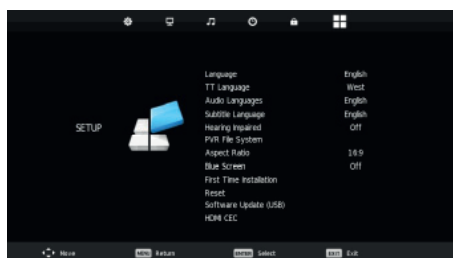 Language English
TT Language West
Audio Languages English
Subtitle Language English
SETUP
Hearing Impaired Off
PVR File System
Aspect Ratio 16:9
Blue Screen Off
First Time Installation
Reset
Software Update (USB)
HDMI CEC
Move MENU Return ENTER Select EXIT Exit